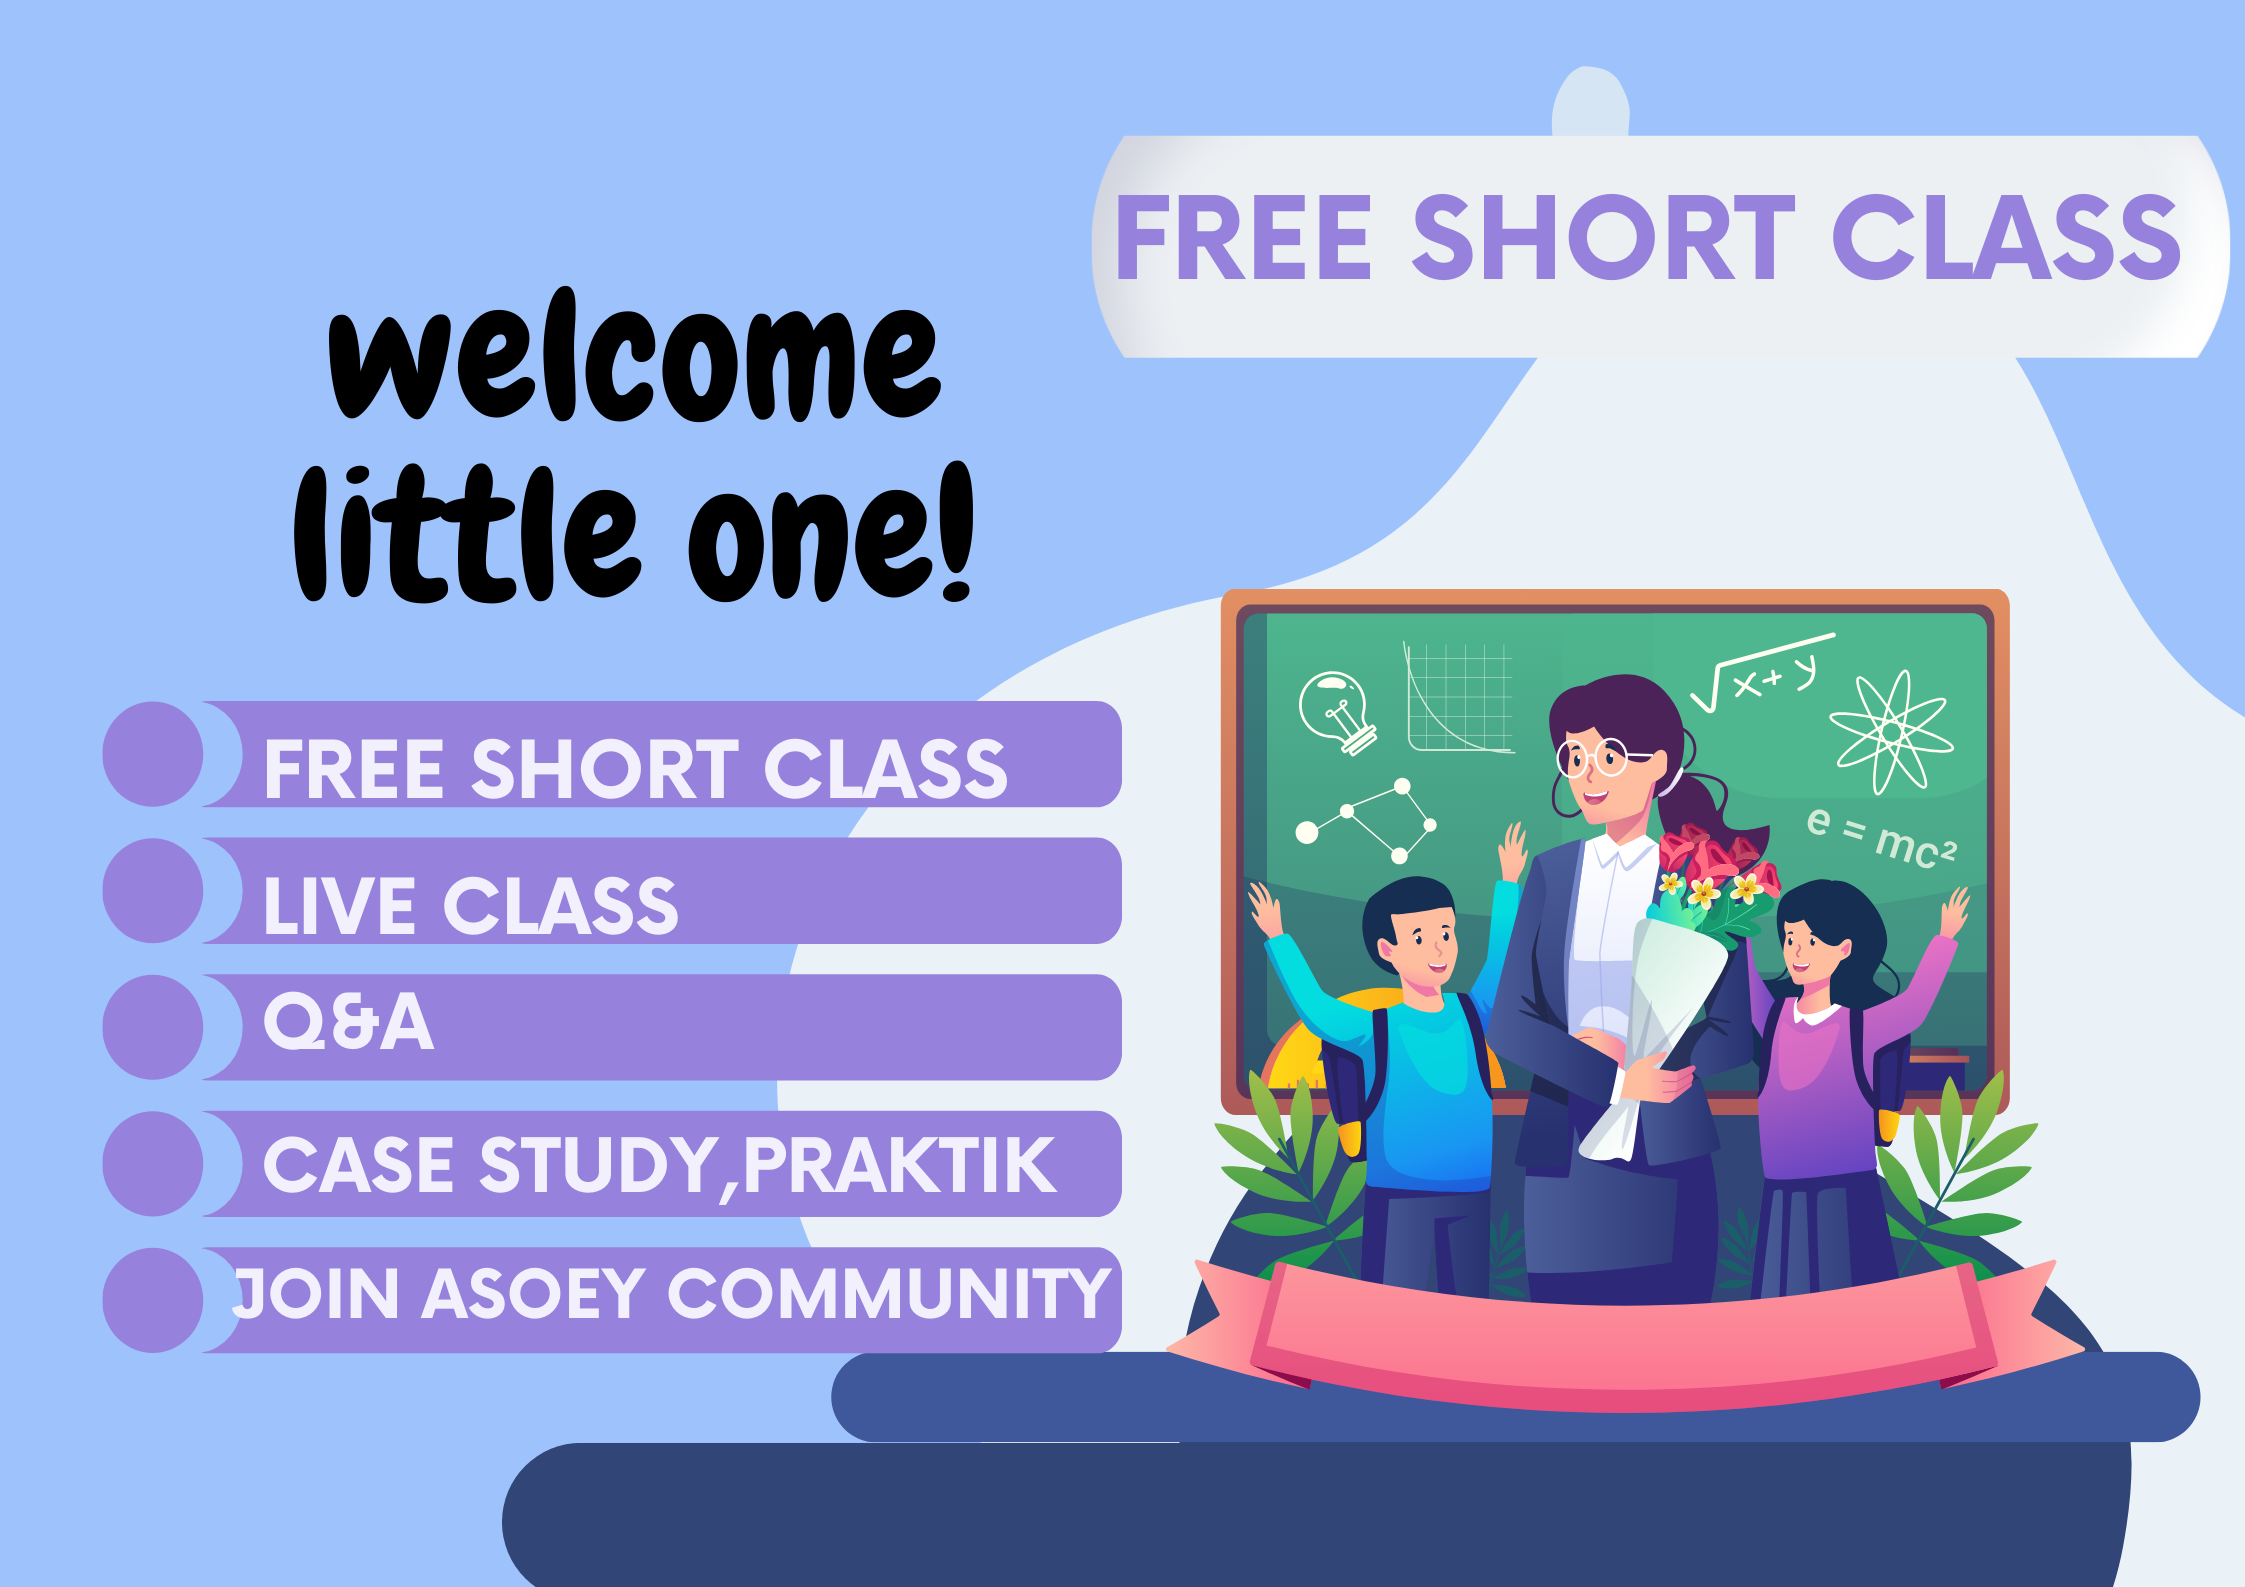 FREE SHORT CLASS
welcome
little one!
FREE SHORT CLASS
LIVE CLASS
Q&A
CASE STUDY,PRAKTIK
JOIN ASOEY COMMUNITY
√x+y
e = mc²